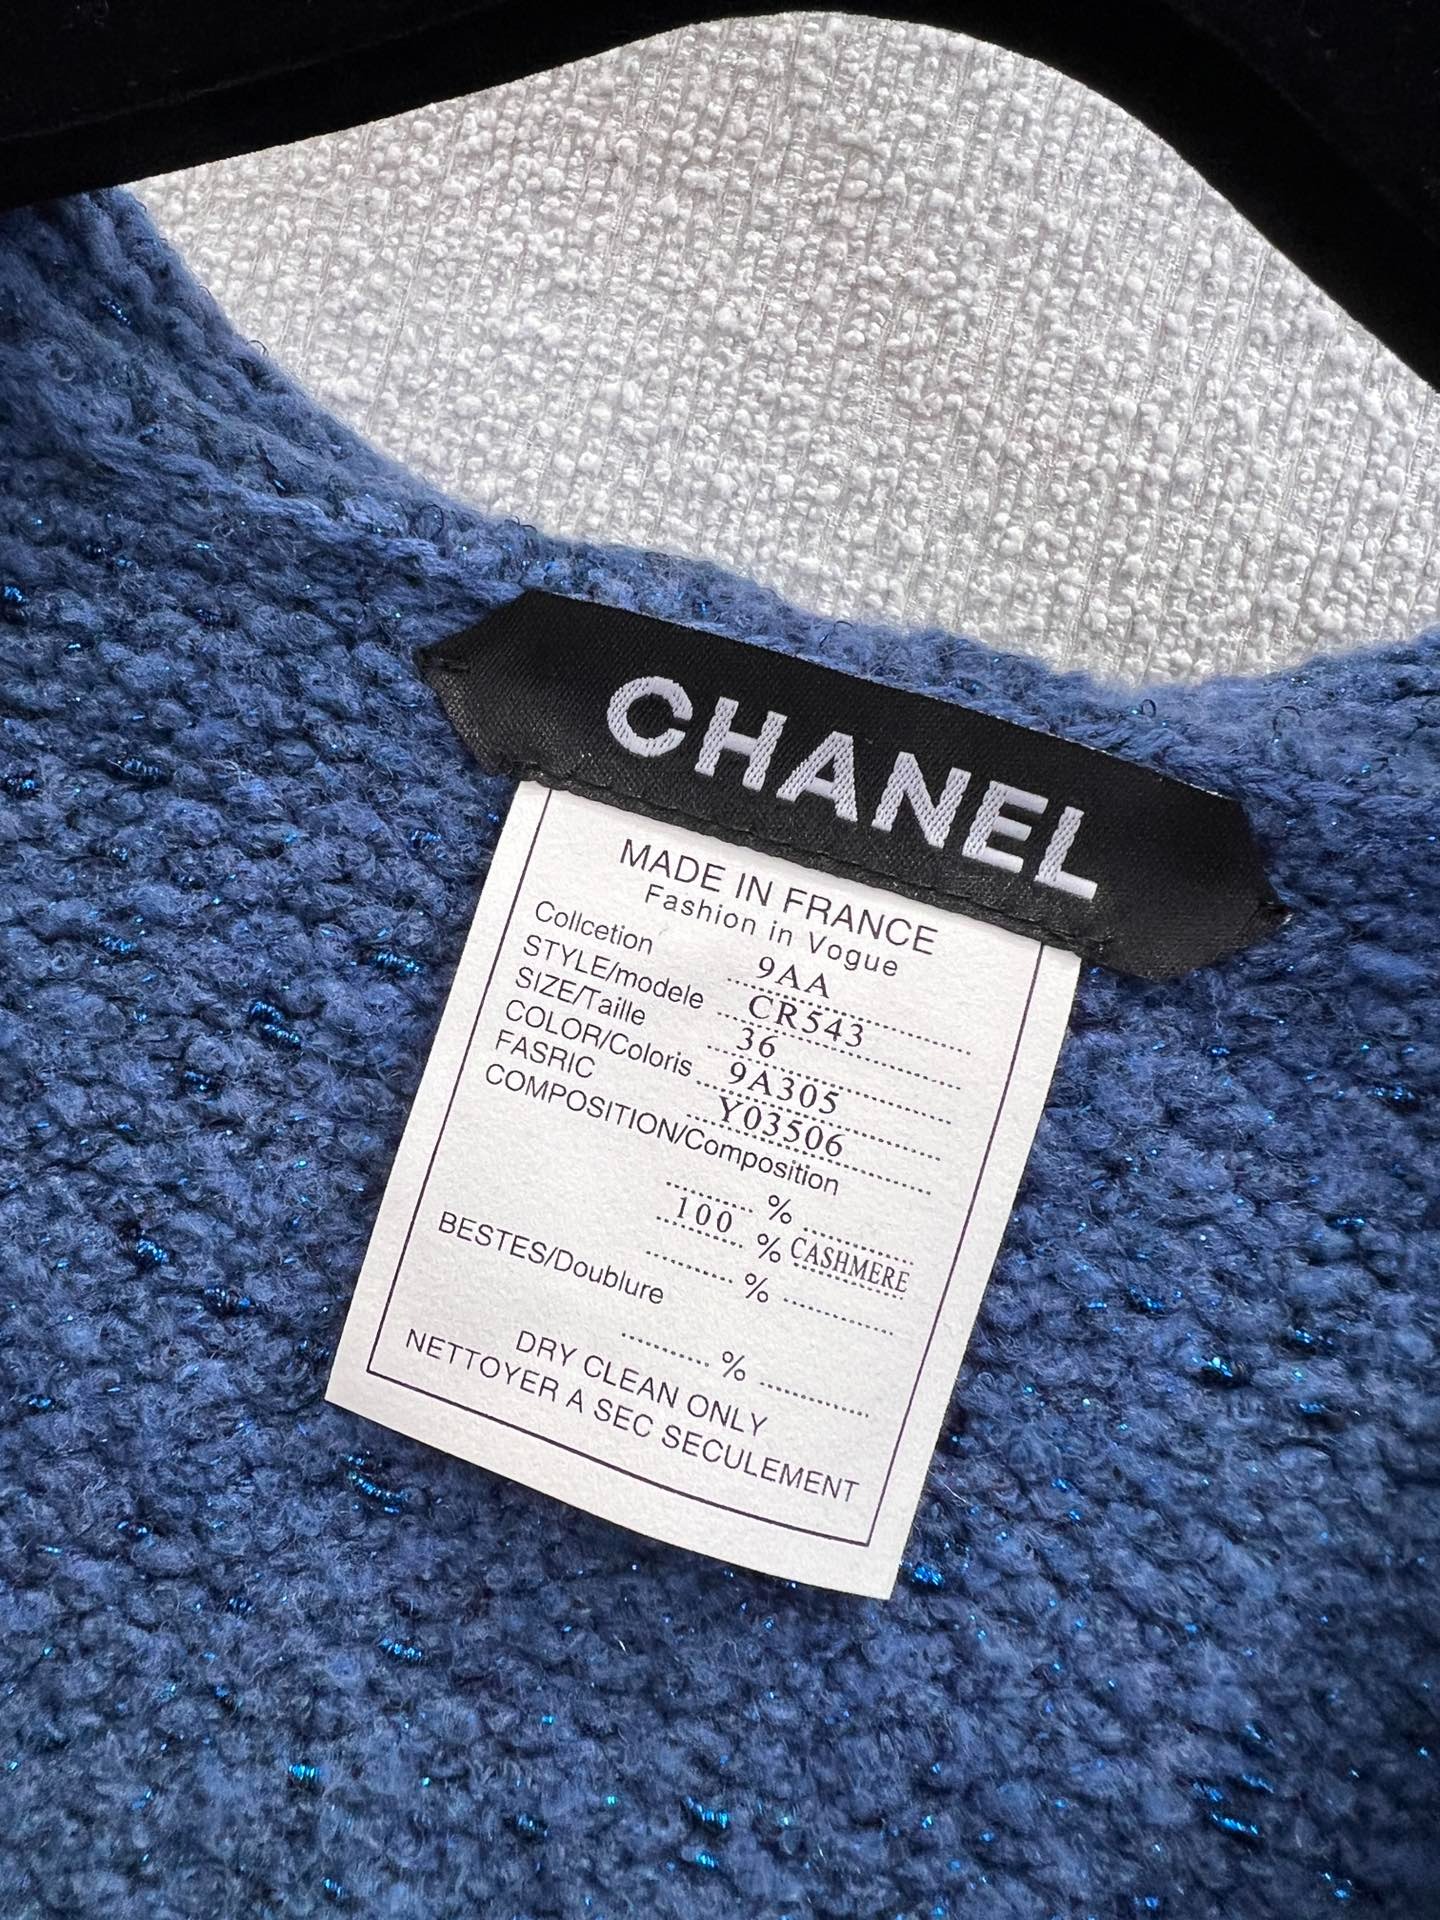 CHANEL
MADE IN FRANCE
Fashion in Vogue
Collcetion 9AA
STYLE/modele CR543
SIZE/Taille 36
COLOR/Coloris 9A305
FASRIC Y03506
COMPOSITION/Composition
%
100 % CASHMERE
%
BESTES/Doublure
%
DRY CLEAN ONLY
NETTOYER A SEC SECULEMENT